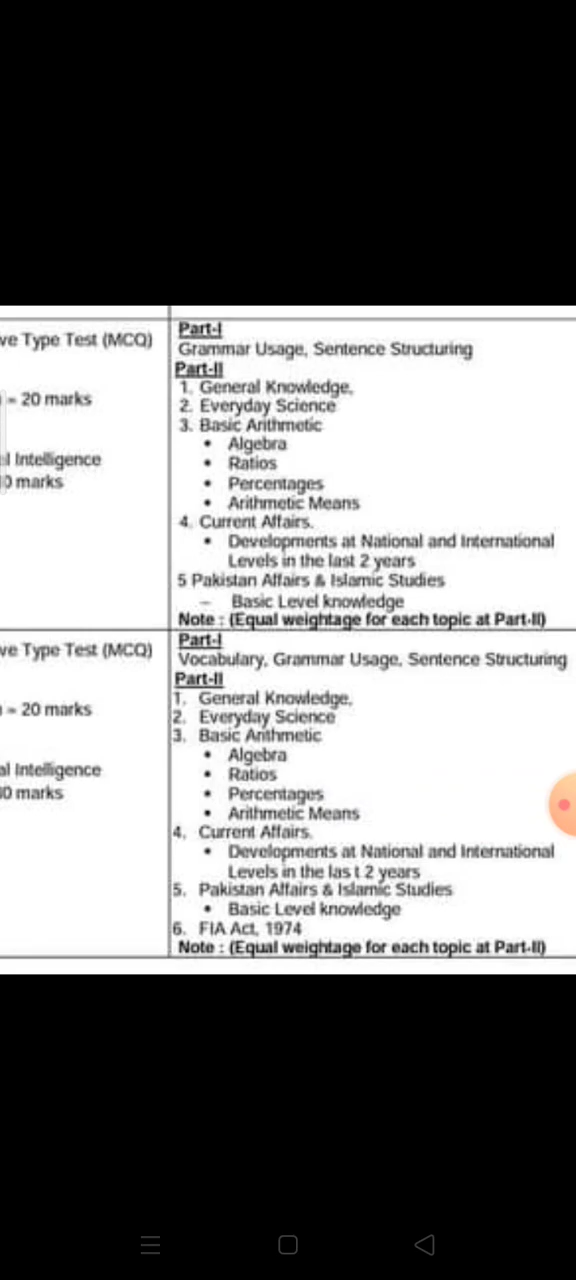 ve Type Test (MCQ)
= 20 marks
l Intelligence
0 marks
Part-I
Grammar Usage, Sentence Structuring
Part-II
1. General Knowledge,
2. Everyday Science
3. Basic Arithmetic
• Algebra
• Ratios
• Percentages
• Arithmetic Means
4. Current Affairs.
• Developments at National and International
Levels in the last 2 years
5 Pakistan Affairs & Islamic Studies
– Basic Level knowledge
Note : (Equal weightage for each topic at Part-II)
ve Type Test (MCQ)
= 20 marks
al Intelligence
80 marks
Part-I
Vocabulary, Grammar Usage, Sentence Structuring
Part-II
1. General Knowledge,
2. Everyday Science
3. Basic Arithmetic
• Algebra
• Ratios
• Percentages
• Arithmetic Means
4. Current Affairs.
• Developments at National and International
Levels in the las t 2 years
5. Pakistan Affairs & Islamic Studies
• Basic Level knowledge
6. FIA Act, 1974
Note : (Equal weightage for each topic at Part-II)